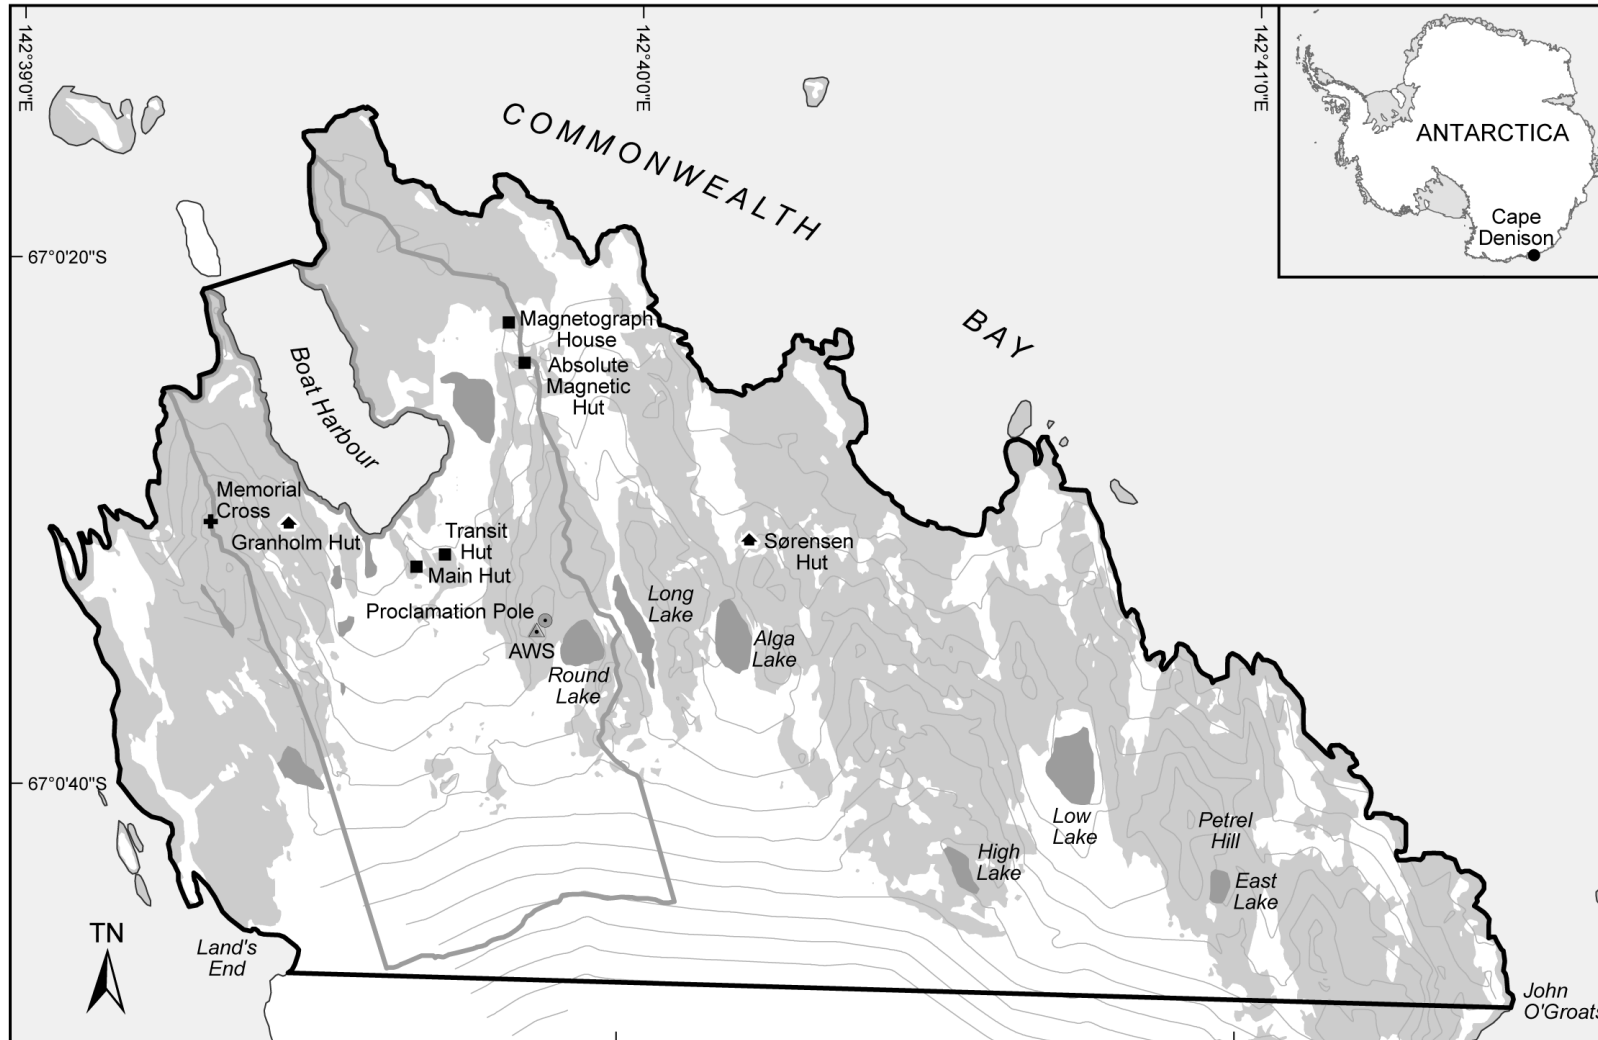 142°39'0"E
142°40'0"E
142°41'0"E
COMMONWEALTH
BAY
ANTARCTICA
Cape
Denison
67°0'20"S
67°0'40"S
Magnetograph
House
Absolute
Magnetic
Hut
Boat Harbour
Memorial
Cross
Granholm Hut
Transit
Hut
Main Hut
Sørensen
Hut
Proclamation Pole
AWS
Long
Lake
Alga
Lake
Round
Lake
Low
Lake
Petrel
Hill
High
Lake
East
Lake
TN
Land's
End
John
O'Groats